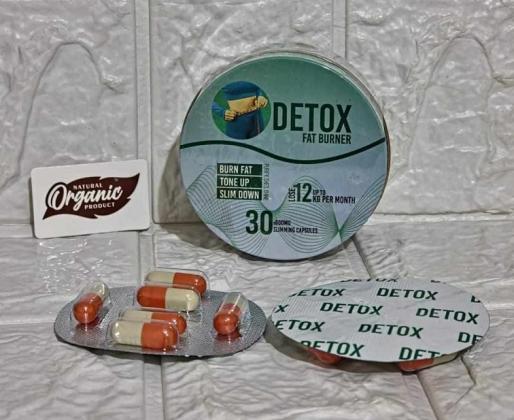 NATURAL
Organic
PRODUCT
DETOX
FAT BURNER
BURN FAT
TONE UP
SLIM DOWN
LOSE 12 UP TO
KG PER MONTH
30 800MG
SLIMMING CAPSULES
DETOX
DETOX
DETOX
DETOX
DETOX
DETOX
DETOX